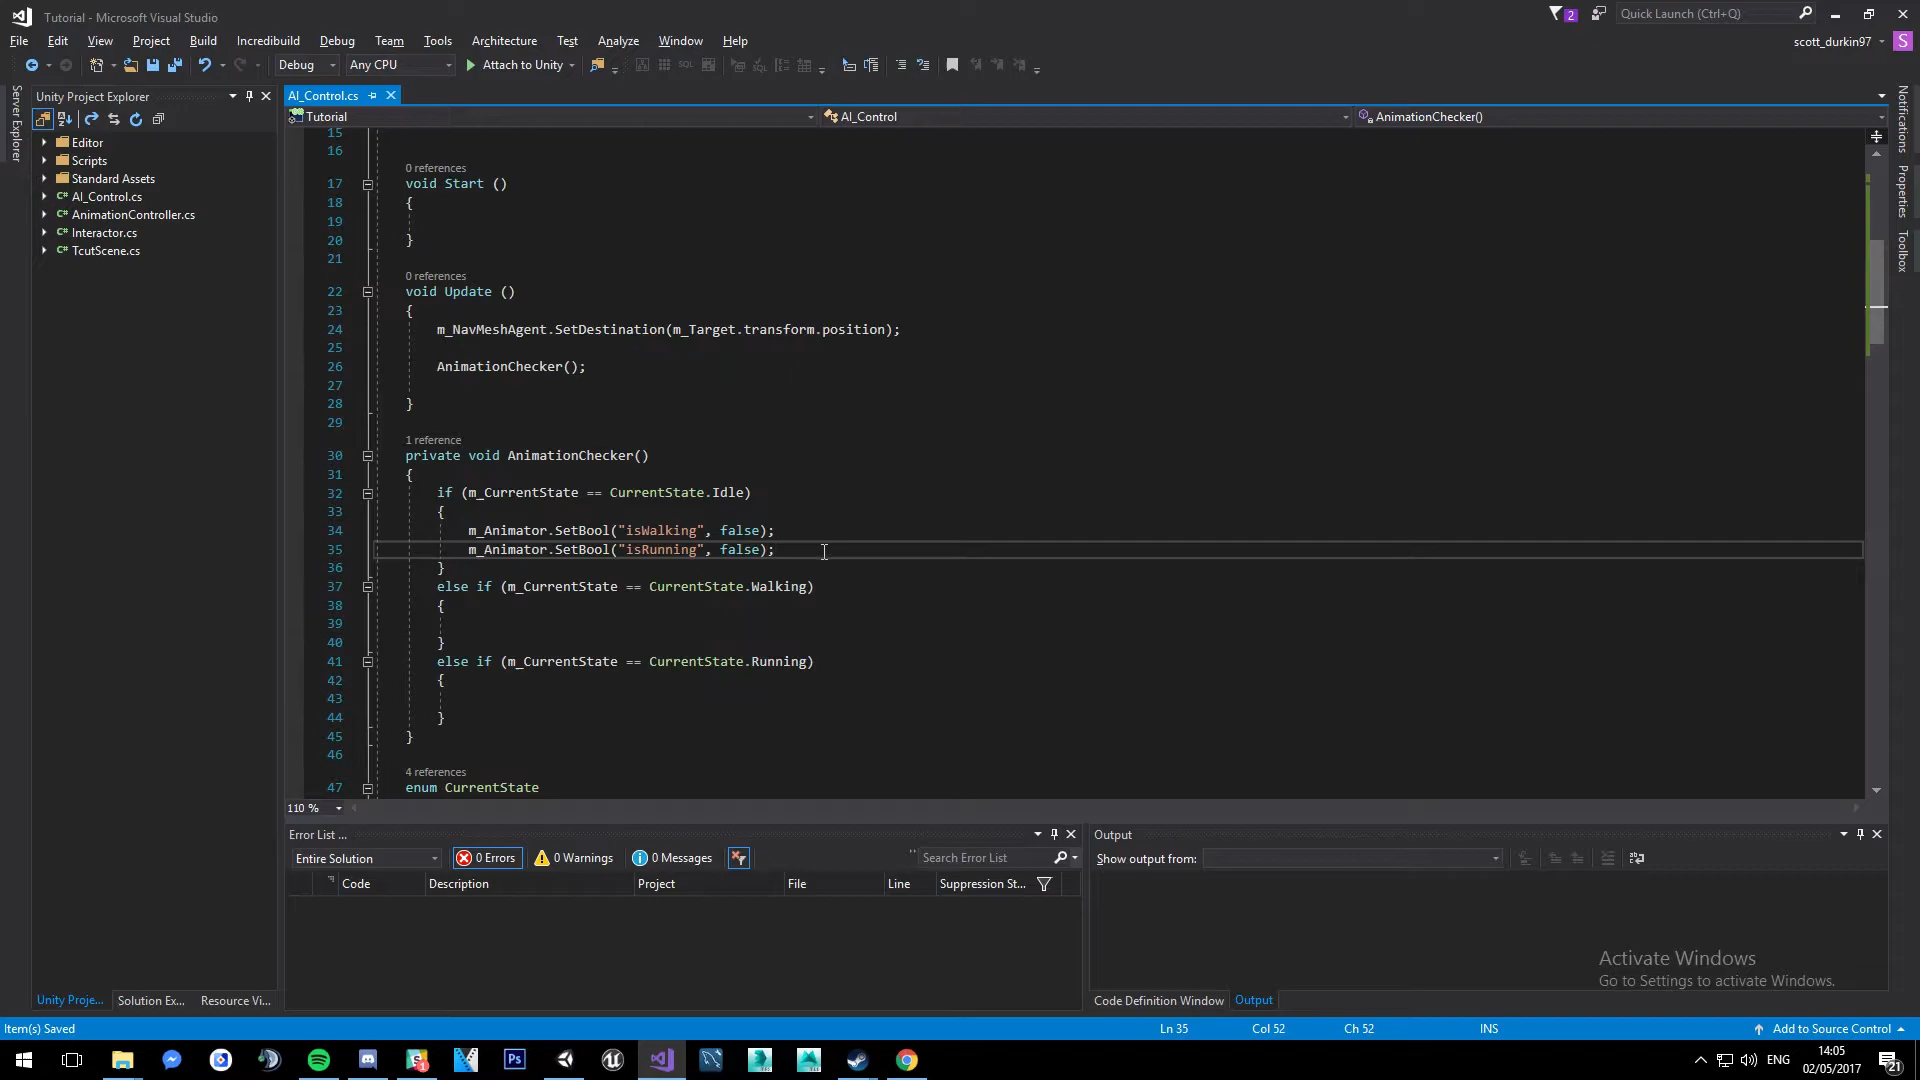 Tutorial - Microsoft Visual Studio
2
Quick Launch (Ctrl+Q)
File Edit View Project Build Incredibuild Debug Team Tools Architecture Test Analyze Window Help
scott_durkin97 S
Debug Any CPU Attach to Unity
Server Explorer
Unity Project Explorer
Editor
Scripts
Standard Assets
C# AI_Control.cs
C# AnimationController.cs
C# Interactor.cs
C# TcutScene.cs
AI_Control.cs
Tutorial AI_Control AnimationChecker()
15
16
0 references
17 void Start ()
18 {
19
20 }
21
0 references
22 void Update ()
23 {
24 m_NavMeshAgent.SetDestination(m_Target.transform.position);
25
26 AnimationChecker();
27
28 }
29
1 reference
30 private void AnimationChecker()
31 {
32 if (m_CurrentState == CurrentState.Idle)
33 {
34 m_Animator.SetBool("isWalking", false);
35 m_Animator.SetBool("isRunning", false);
36 }
37 else if (m_CurrentState == CurrentState.Walking)
38 {
39
40 }
41 else if (m_CurrentState == CurrentState.Running)
42 {
43
44 }
45 }
46
4 references
47 enum CurrentState
110 %
Notifications
Properties
Toolbox
Error List ...
Entire Solution 0 Errors 0 Warnings 0 Messages Search Error List
Code Description Project File Line Suppression St...
Output
Show output from:
Activate Windows
Go to Settings to activate Windows.
Unity Proje... Solution Ex... Resource Vi...
Code Definition Window Output
Item(s) Saved Ln 35 Col 52 Ch 52 INS Add to Source Control
Ps
1
ENG
14:05
02/05/2017
21